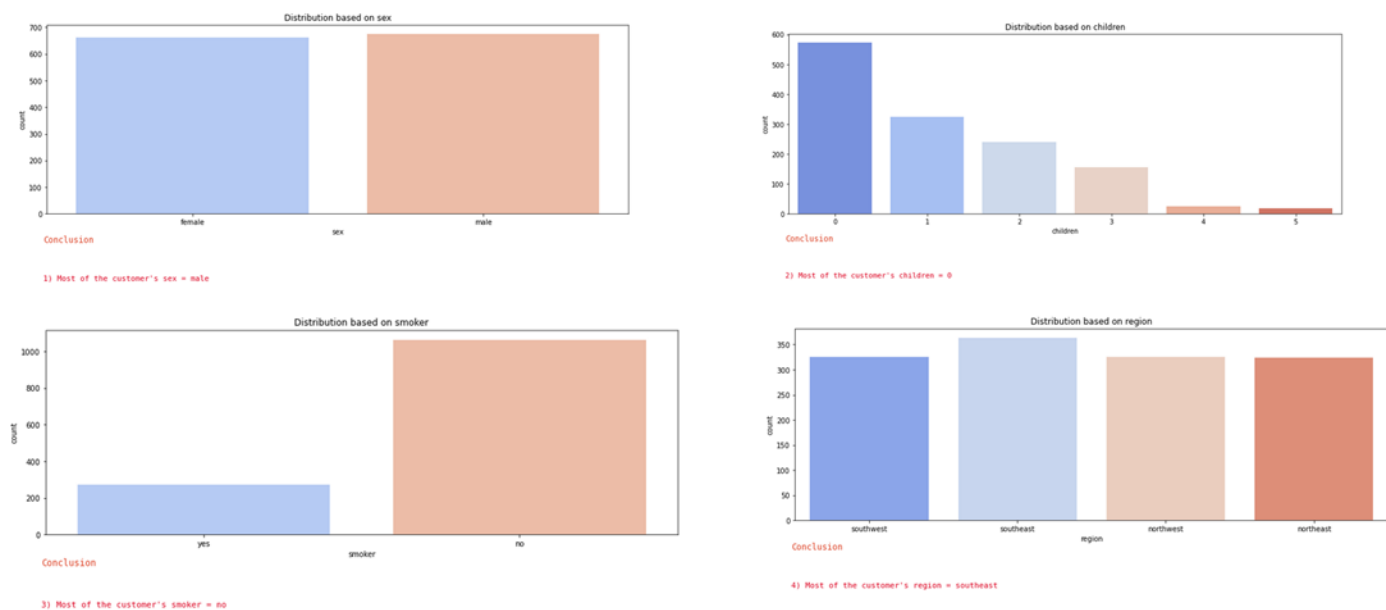 Distribution based on sex
700
600
500
400
300
200
100
0
count
female
male
sex
Conclusion
1) Most of the customer's sex = male
Distribution based on children
600
500
400
300
200
100
0
count
0
1
2
3
4
5
children
Conclusion
2) Most of the customer's children = 0
Distribution based on smoker
1000
800
600
400
200
0
count
yes
no
smoker
Conclusion
3) Most of the customer's smoker = no
Distribution based on region
350
300
250
200
150
100
50
0
count
southwest
southeast
northwest
northeast
region
Conclusion
4) Most of the customer's region = southeast